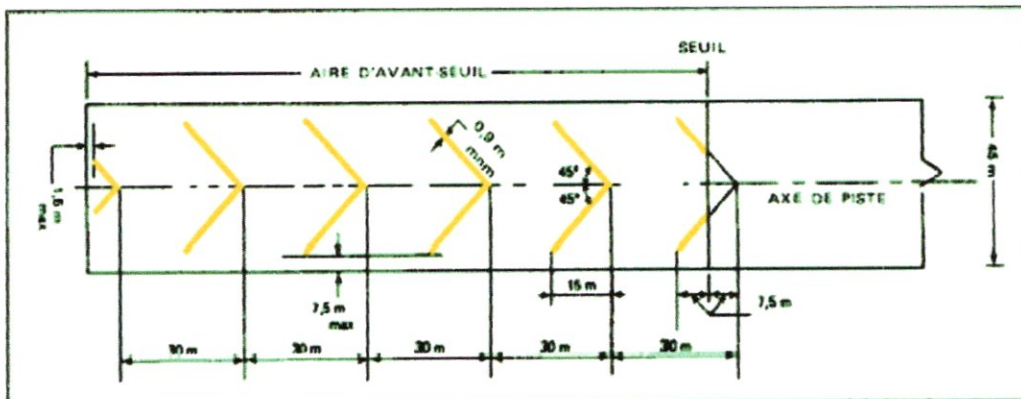 SEUIL
AIRE D'AVANT-SEUIL
0,9 m
mnm
45°
45°
45 m
AXE DE PISTE
1,5 m
max
7,5 m
max
15 m
7,5 m
30 m
30 m
30 m
30 m
30 m